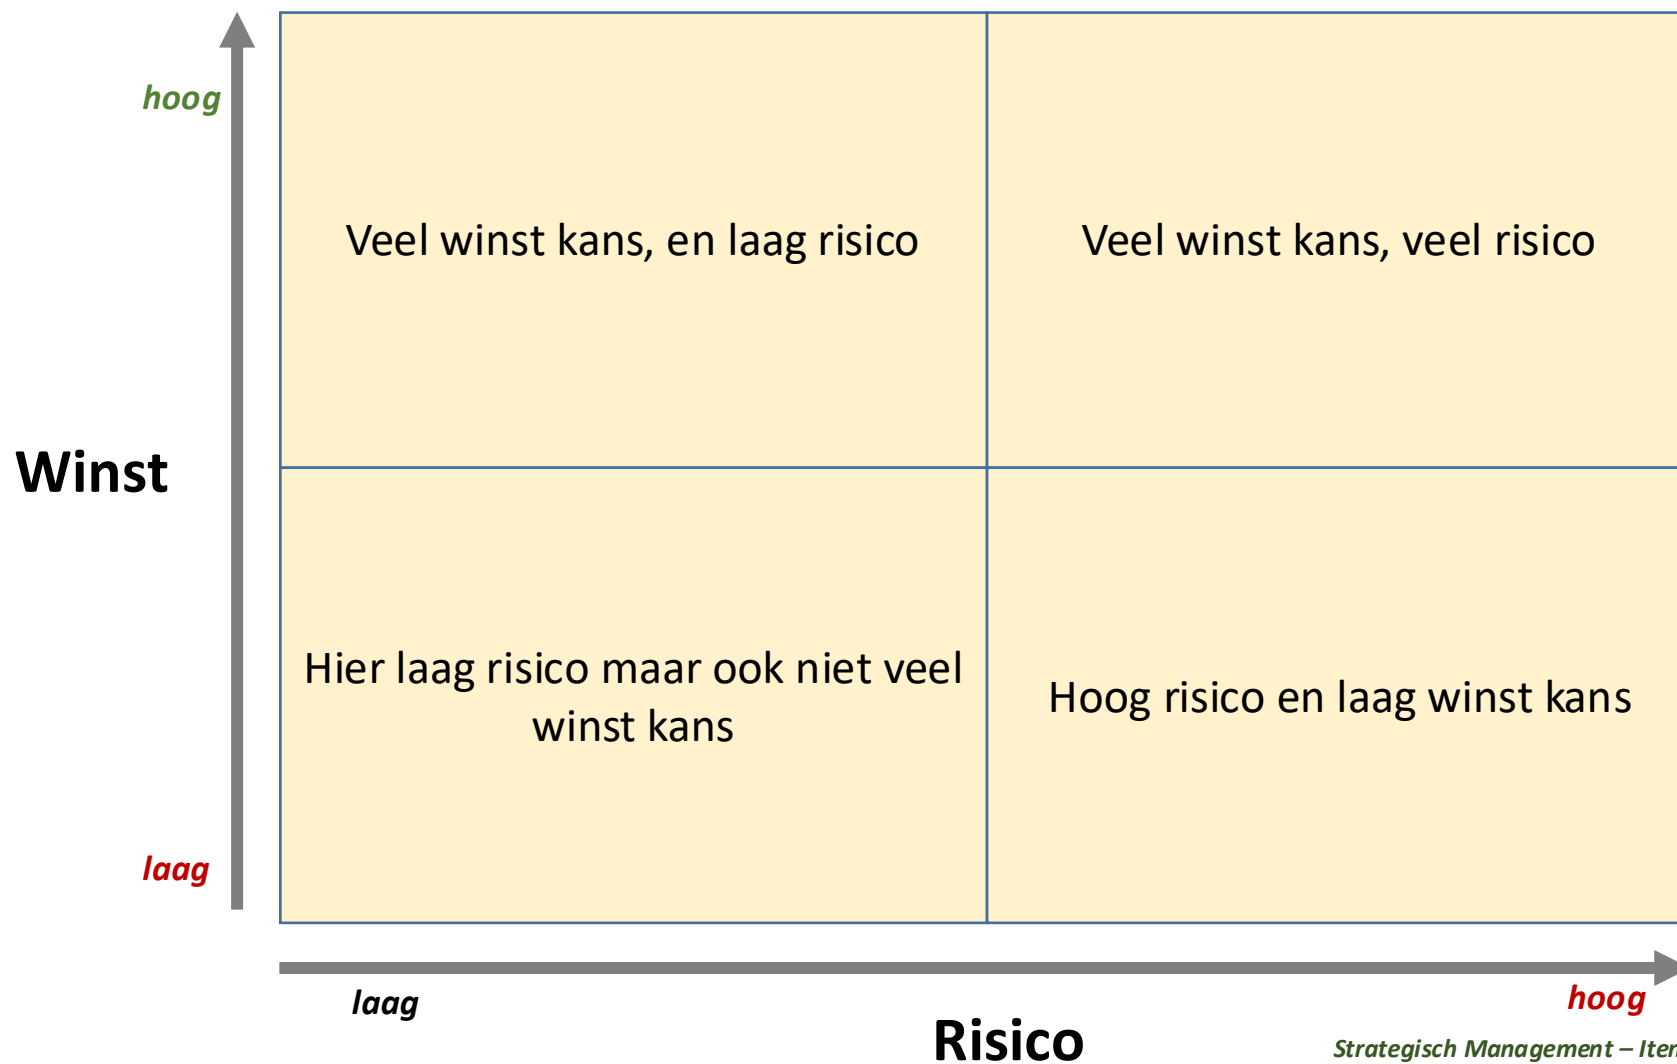 hoog
Veel winst kans, en laag risico
Veel winst kans, veel risico
Winst
Hier laag risico maar ook niet veel
winst kans
Hoog risico en laag winst kans
laag
laag
hoog
Risico
Strategisch Management –